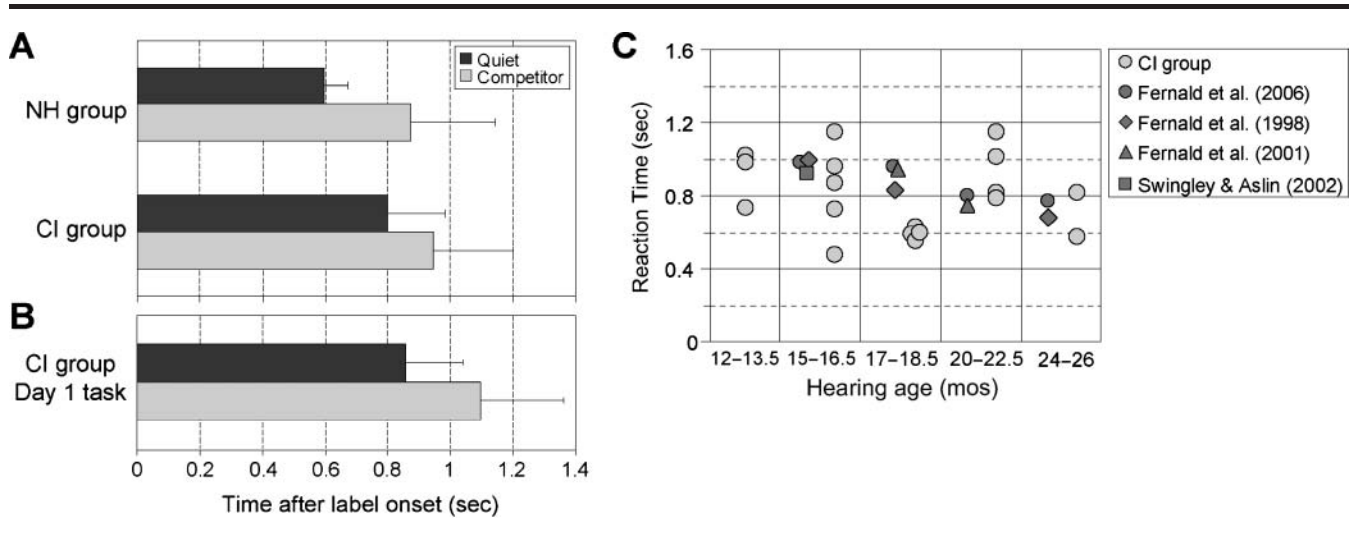 A
Quiet
Competitor
NH group
CI group
B
CI group
Day 1 task
0 0.2 0.4 0.6 0.8 1 1.2 1.4
Time after label onset (sec)
C
1.6
1.2
0.8
0.4
0
Reaction Time (sec)
12–13.5 15–16.5 17–18.5 20–22.5 24–26
Hearing age (mos)
CI group
Fernald et al. (2006)
Fernald et al. (1998)
Fernald et al. (2001)
Swingley & Aslin (2002)